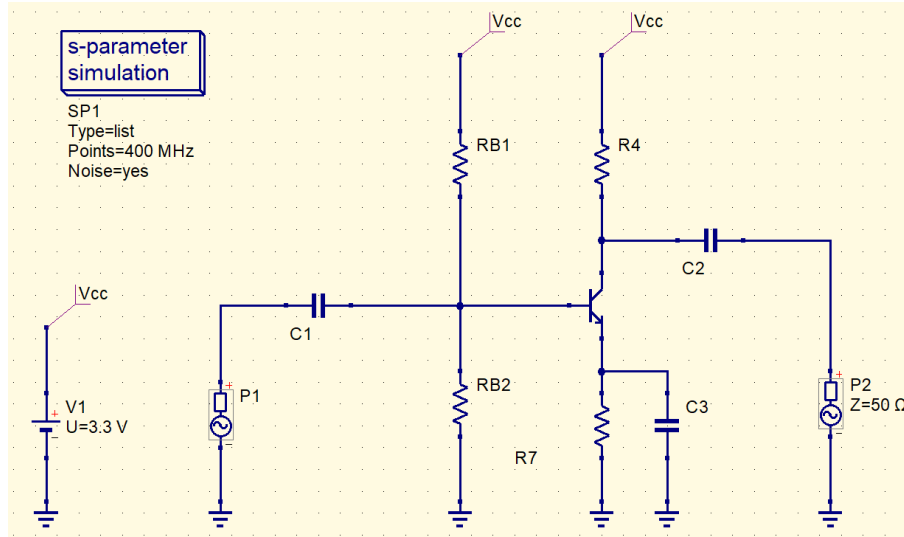 s-parameter
simulation
SP1
Type=list
Points=400 MHz
Noise=yes
Vcc
Vcc
RB1
R4
C2
Vcc
C1
V1
U=3.3 V
P1
RB2
R7
C3
P2
Z=50 Ω